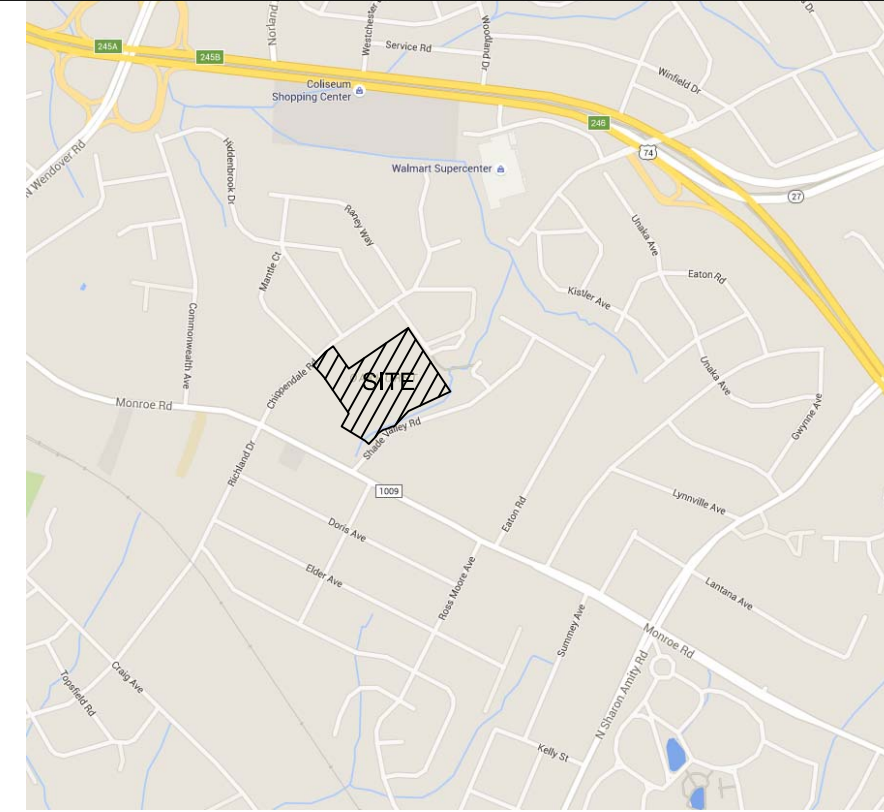 Norland
Westchester
Woodland Dr
Dr
245A
245B
Service Rd
Winfield Dr
Coliseum
Shopping Center
246
74
27
N Wendover Rd
Hiddenbrook Dr
Walmart Supercenter
Raney Way
Unaka Ave
Eaton Rd
Mantle Ct
Kistler Ave
Commonwealth Ave
Chippendale Rd
SITE
Unaka Ave
Monroe Rd
Gwynne Ave
Shade Valley Rd
Richland Dr
1009
Lynnville Ave
Eaton Rd
Doris Ave
Elder Ave
Ross Moore Ave
Lantana Ave
Summey Ave
Monroe Rd
Craig Ave
Topsfield Rd
N Sharon Amity Rd
Kelly St